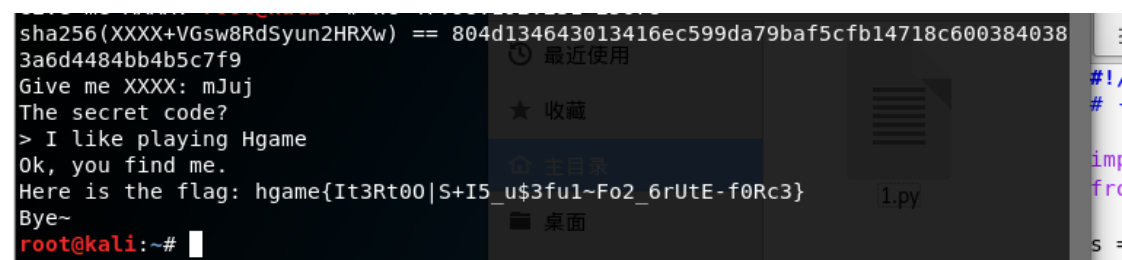 sha256(XXXX+VGsw8RdSyun2HRXw) == 804d134643013416ec599da79baf5cfb14718c600384038
3a6d4484bb4b5c7f9
Give me XXXX: mJuj
The secret code?
> I like playing Hgame
Ok, you find me.
Here is the flag: hgame{It3Rt0O|S+I5_u$3fu1~Fo2_6rUtE-f0Rc3}
Bye~
root@kali:~#
最近使用
收藏
主目录
桌面
1.py
#!/
# -
imp
fro
s =